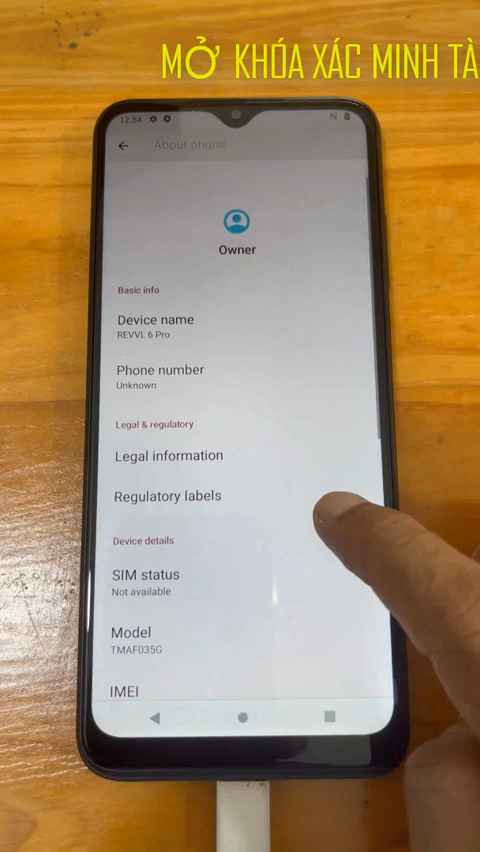 MỞ KHÓA XÁC MINH TÀ
12:54
About phone
Owner
Basic info
Device name
REVVL 6 Pro
Phone number
Unknown
Legal & regulatory
Legal information
Regulatory labels
Device details
SIM status
Not available
Model
TMAF035G
IMEI